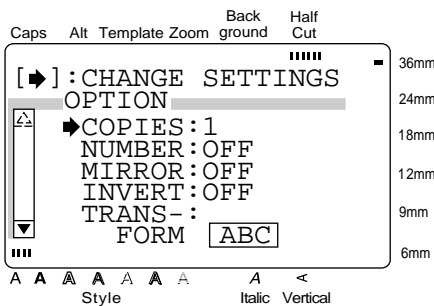 Back Half
Caps Alt Template Zoom ground Cut
36mm
[➡]:CHANGE SETTINGS
24mm
OPTION
➡COPIES:1
18mm
NUMBER:OFF
MIRROR:OFF
12mm
INVERT:OFF
TRANS-:
9mm
FORM ABC
6mm
A A A A A A A A <
Style Italic Vertical